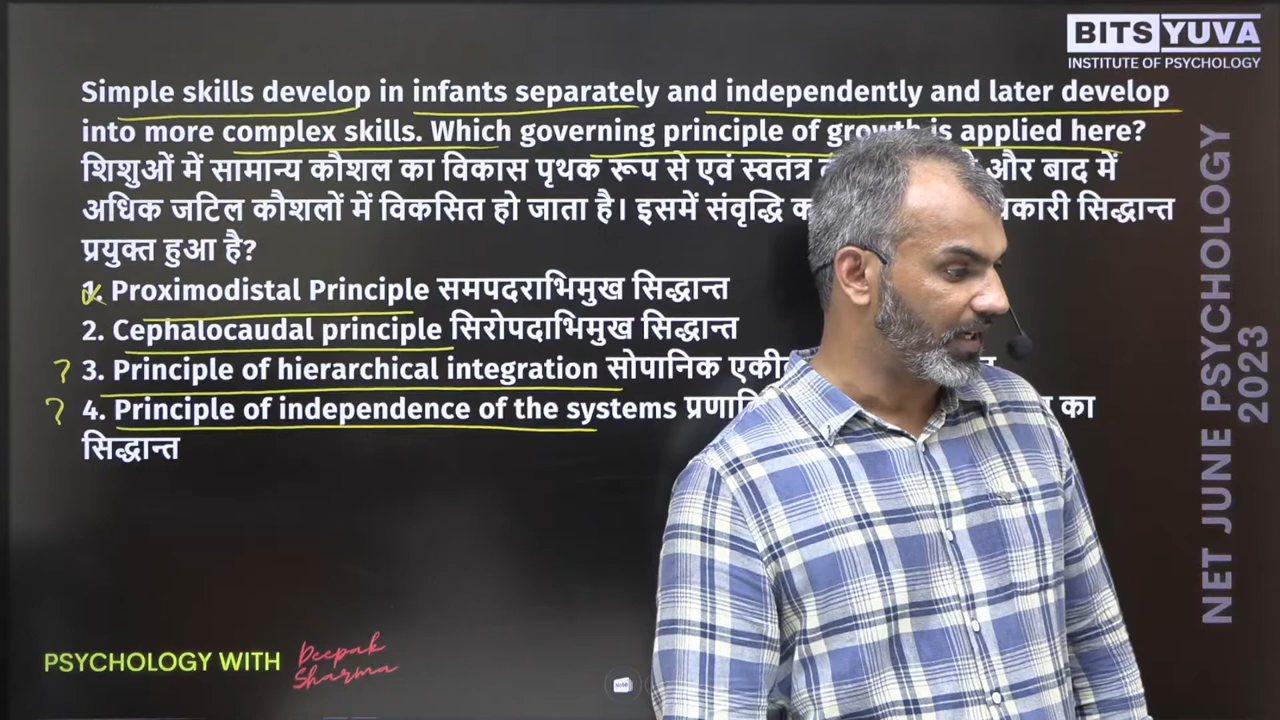 BITS YUVA
INSTITUTE OF PSYCHOLOGY
Simple skills develop in infants separately and independently and later develop
into more complex skills. Which governing principle of growth is applied here?
शिशुओं में सामान्य कौशल का विकास पृथक रूप से एवं स्वतंत्र और बाद में
अधिक जटिल कौशलों में विकसित हो जाता है। इसमें संवृद्धि सिद्धान्त
प्रयुक्त हुआ है?
1. Proximodistal Principle समपदराभिमुख सिद्धान्त
2. Cephalocaudal principle सिरोपदाभिमुख सिद्धान्त
? 3. Principle of hierarchical integration सोपानिक
? 4. Principle of independence of the systems का
सिद्धान्त
NET JUNE PSYCHOLOGY
2023
PSYCHOLOGY WITH Deepak
Sharma